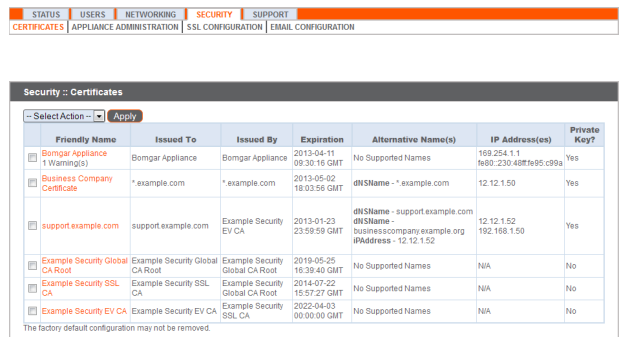 STATUS USERS NETWORKING SECURITY SUPPORT
CERTIFICATES APPLIANCE ADMINISTRATION SSL CONFIGURATION EMAIL CONFIGURATION
Security :: Certificates
-- Select Action -- Apply
Friendly Name Issued To Issued By Expiration Alternative Name(s) IP Address(es) Private Key?
Bomgar Appliance
1 Warning(s)
Bomgar Appliance
Bomgar Appliance
2013-04-11
09:30:16 GMT
No Supported Names
169.254.1.1
fe80::230:48ff:fe95:c99a
Yes
Business Company
Certificate
*.example.com
*.example.com
2013-05-02
18:03:56 GMT
dNSName - *.example.com
12.12.1.50
Yes
support.example.com
support.example.com
Example Security
EV CA
2013-01-23
23:59:59 GMT
dNSName - support.example.com
dNSName -
businesscompany.example.org
iPAddress - 12.12.1.52
12.12.1.52
192.168.1.50
Yes
Example Security Global
CA Root
Example Security Global
CA Root
Example Security
Global CA Root
2019-05-25
16:39:40 GMT
No Supported Names
N/A
No
Example Security SSL
CA
Example Security SSL
CA
Example Security
Global CA Root
2014-07-22
15:57:27 GMT
No Supported Names
N/A
No
Example Security EV CA
Example Security EV CA
Example Security
SSL CA
2022-04-03
00:00:00 GMT
No Supported Names
N/A
No
The factory default configuration may not be removed.